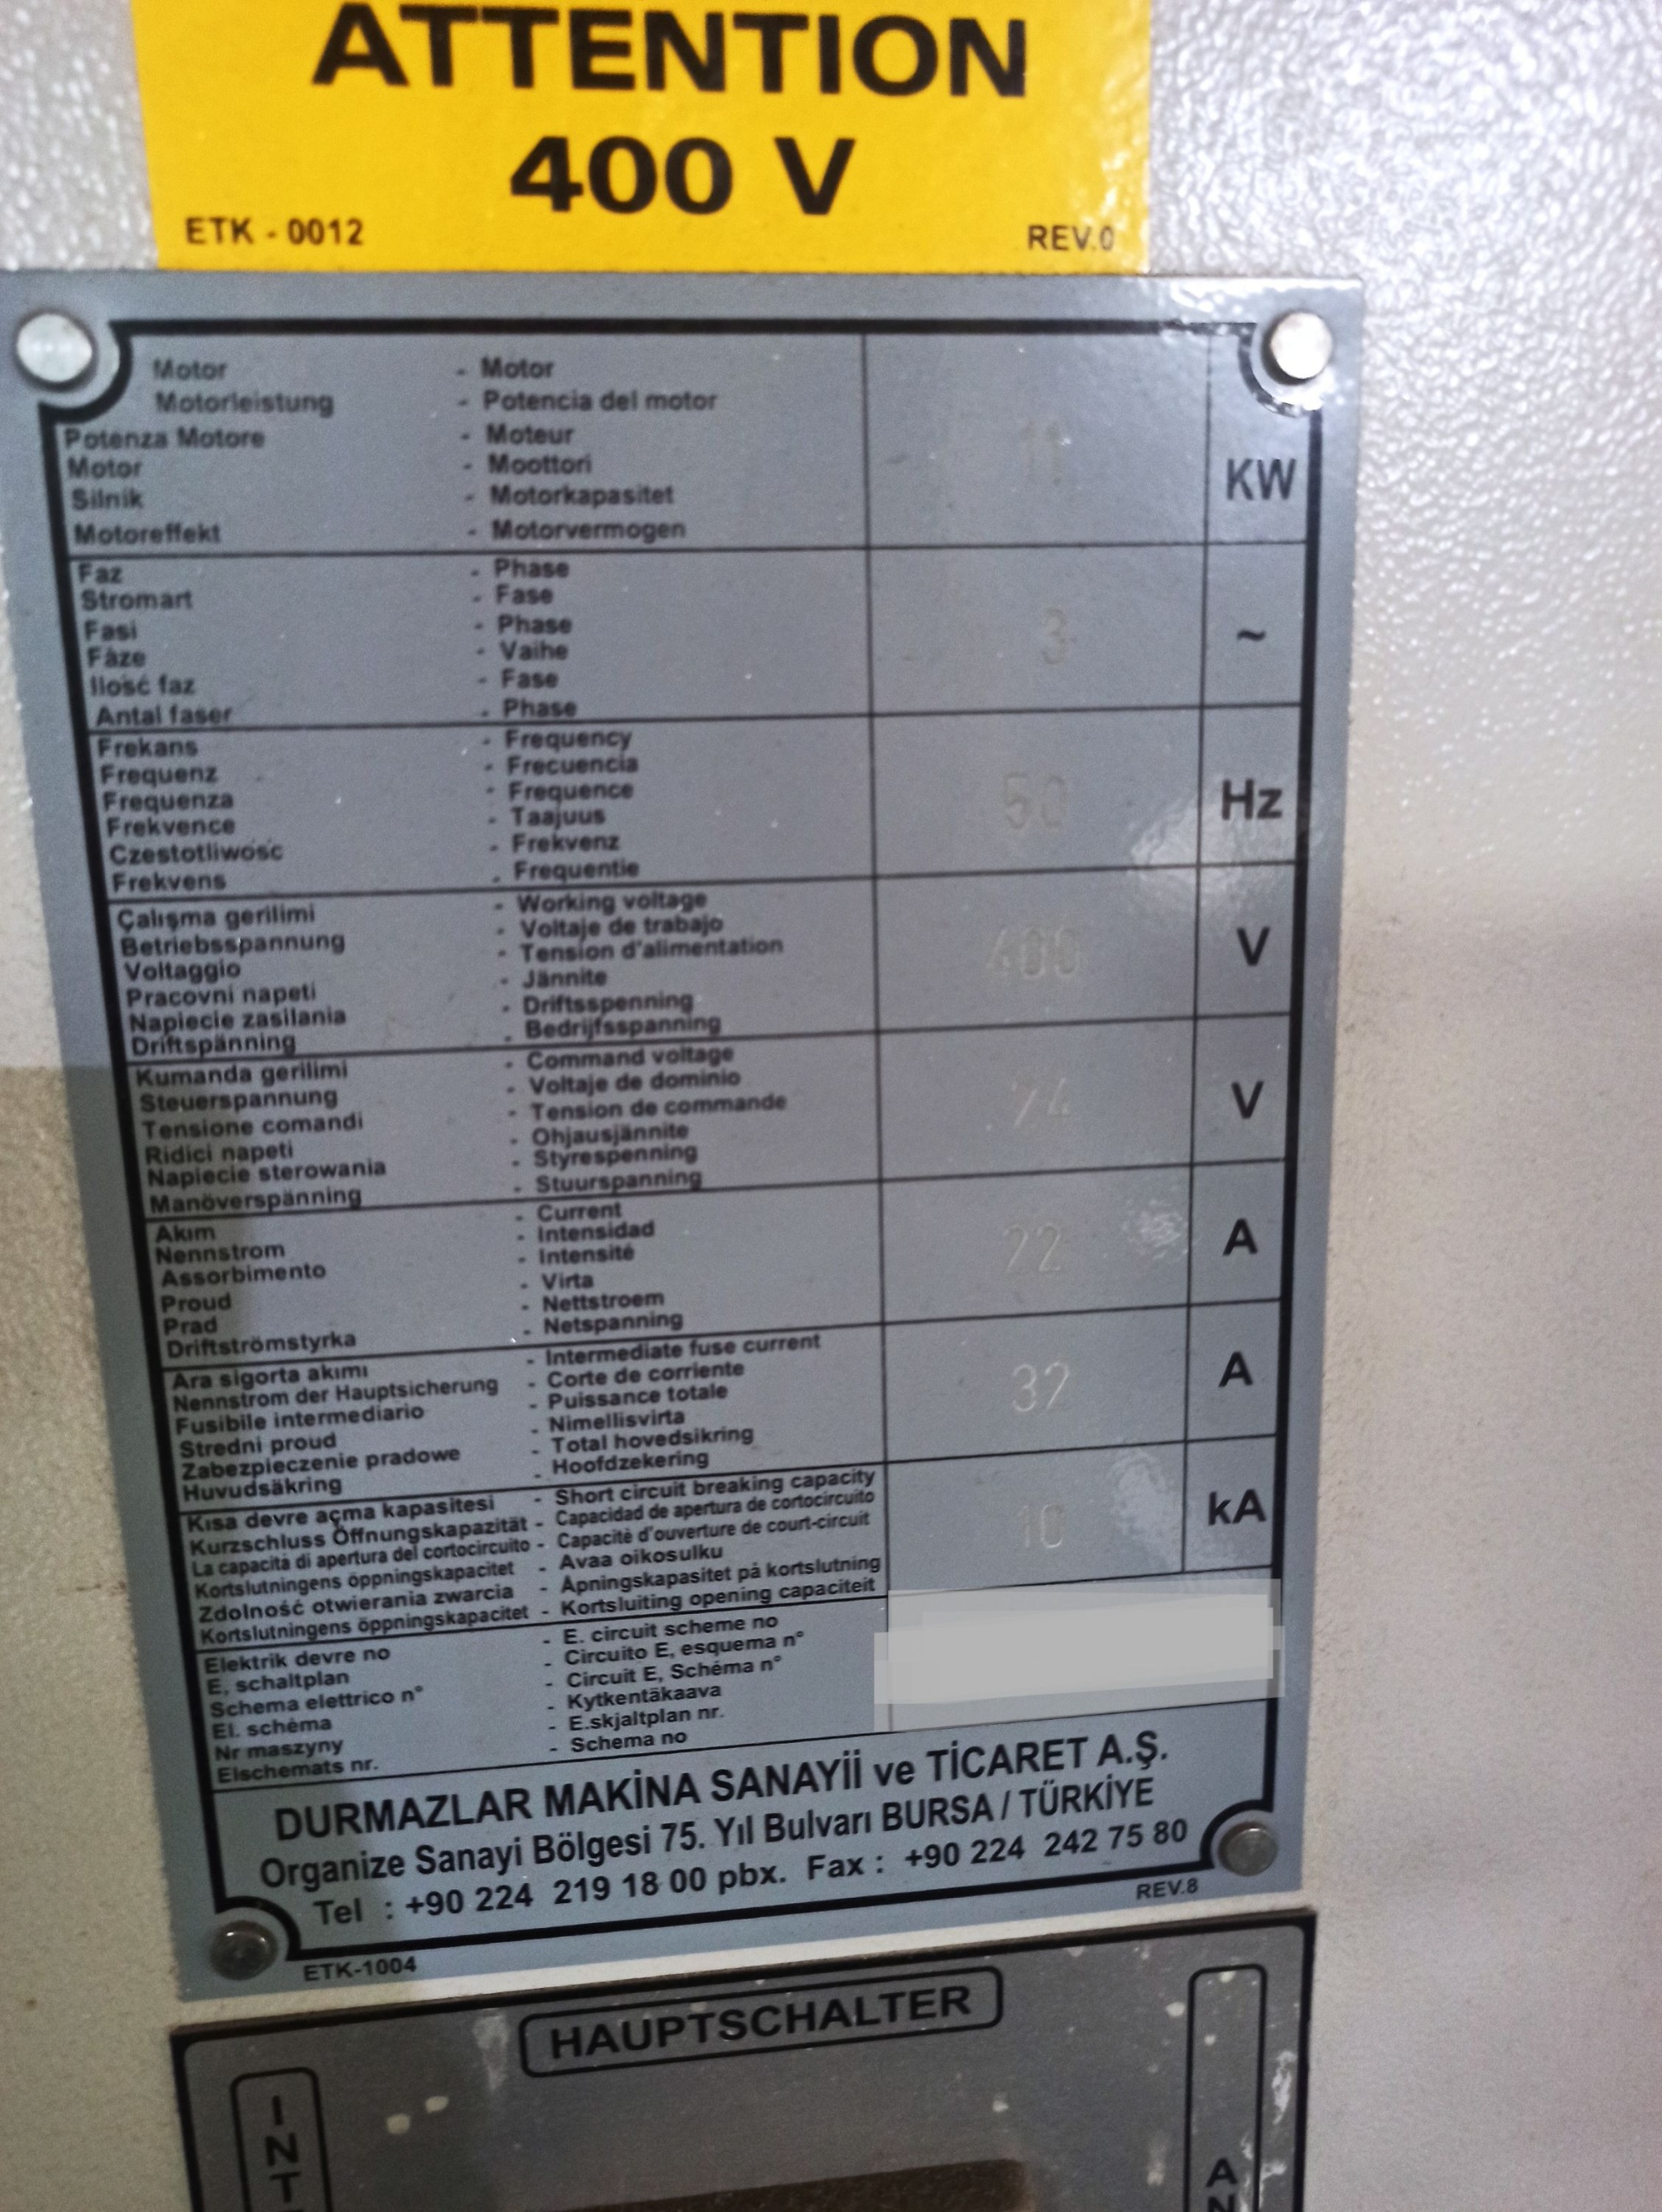 ATTENTION
400 V
ETK - 0012 REV.0
Motor - Motor
Motorleistung - Potencia del motor
Potenza Motore - Moteur
Motor - Moottori
Silnik - Motorkapasitet
Motoreffekt - Motorvermogen
11 KW
Faz - Phase
Stromart - Fase
Fasi - Phase
Fàze - Vaihe
Ilość faz - Fase
Antal faser - Phase
3 ~
Frekans - Frequency
Frequenz - Frecuencia
Frequenza - Frequence
Frekvence - Taajuus
Czestotliwośc - Frekvenz
Frekvens - Frequentie
50 Hz
Çalışma gerilimi - Working voltage
Betriebsspannung - Voltaje de trabajo
Voltaggio - Tension d'alimentation
Pracovni napeti - Jännite
Napiecie zasilania - Driftsspenning
Driftspänning - Bedrijfsspanning
400 V
Kumanda gerilimi - Command voltage
Steuerspannung - Voltaje de dominio
Tensione comandi - Tension de commande
Ridici napeti - Ohjausjännite
Napiecie sterowania - Styrespenning
Manöverspänning - Stuurspanning
24 V
Akım - Current
Nennstrom - Intensidad
Assorbimento - Intensité
Proud - Virta
Prad - Nettstroem
Driftströmstyrka - Netspanning
22 A
Ara sigorta akımı - Intermediate fuse current
Nennstrom der Hauptsicherung - Corte de corriente
Fusibile intermediario - Puissance totale
Stredni proud - Nimellisvirta
Zabezpieczenie pradowe - Total hovedsikring
Huvudsäkring - Hoofdzekering
32 A
Kısa devre açma kapasitesi - Short circuit breaking capacity
Kurzschluss Öffnungskapazität - Capacidad de apertura de cortocircuito
La capacità di apertura del cortocircuito - Capacité d'ouverture de court-circuit
Kortslutningens öppningskapacitet - Avaa oikosulku
Zdolność otwierania zwarcia - Åpningskapasitet på kortslutning
Kortslutningens öppningskapacitet - Kortsluiting opening capaciteit
10 kA
Elektrik devre no - E. circuit scheme no
E, schaltplan - Circuito E, esquema n°
Schema elettrico n° - Circuit E, Schéma n°
El. schéma - Kytkentäkaava
Nr maszyny - E.skjaltplan nr.
Elschemats nr. - Schema no
DURMAZLAR MAKİNA SANAYİİ ve TİCARET A.Ş.
Organize Sanayi Bölgesi 75. Yıl Bulvarı BURSA / TÜRKİYE
Tel : +90 224 219 18 00 pbx. Fax : +90 224 242 75 80
ETK-1004 REV.8
HAUPTSCHALTER
INT
AN